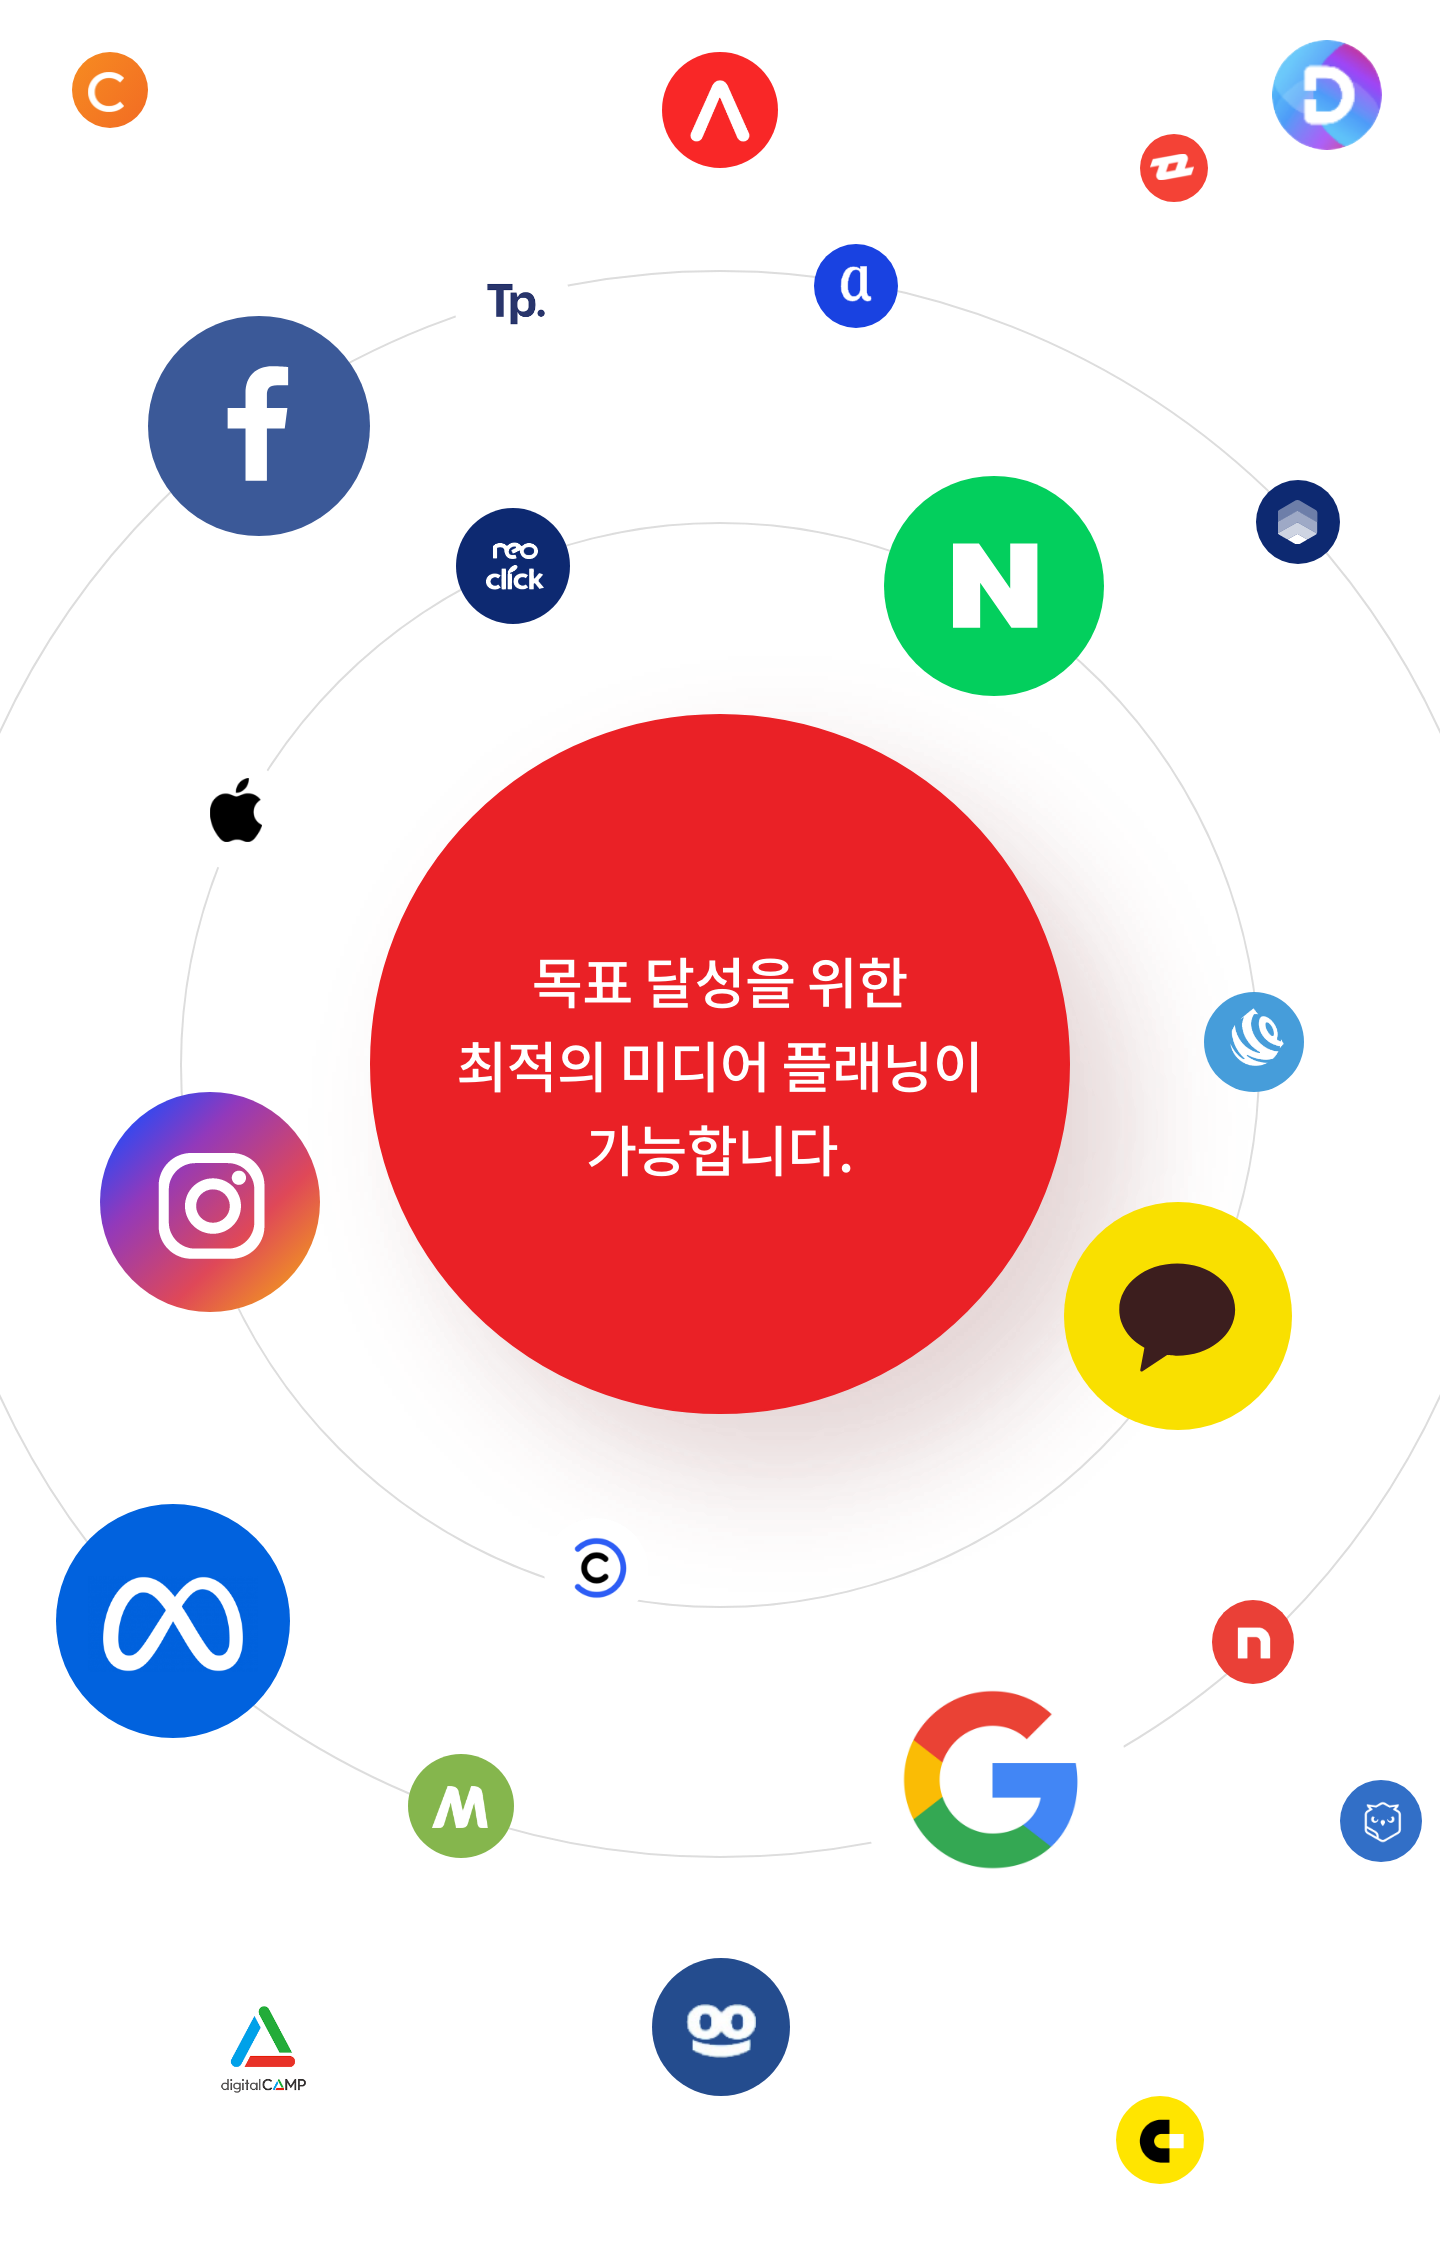 Tp.
neo
click
목표 달성을 위한
최적의 미디어 플래닝이
가능합니다.
digitalCAMP